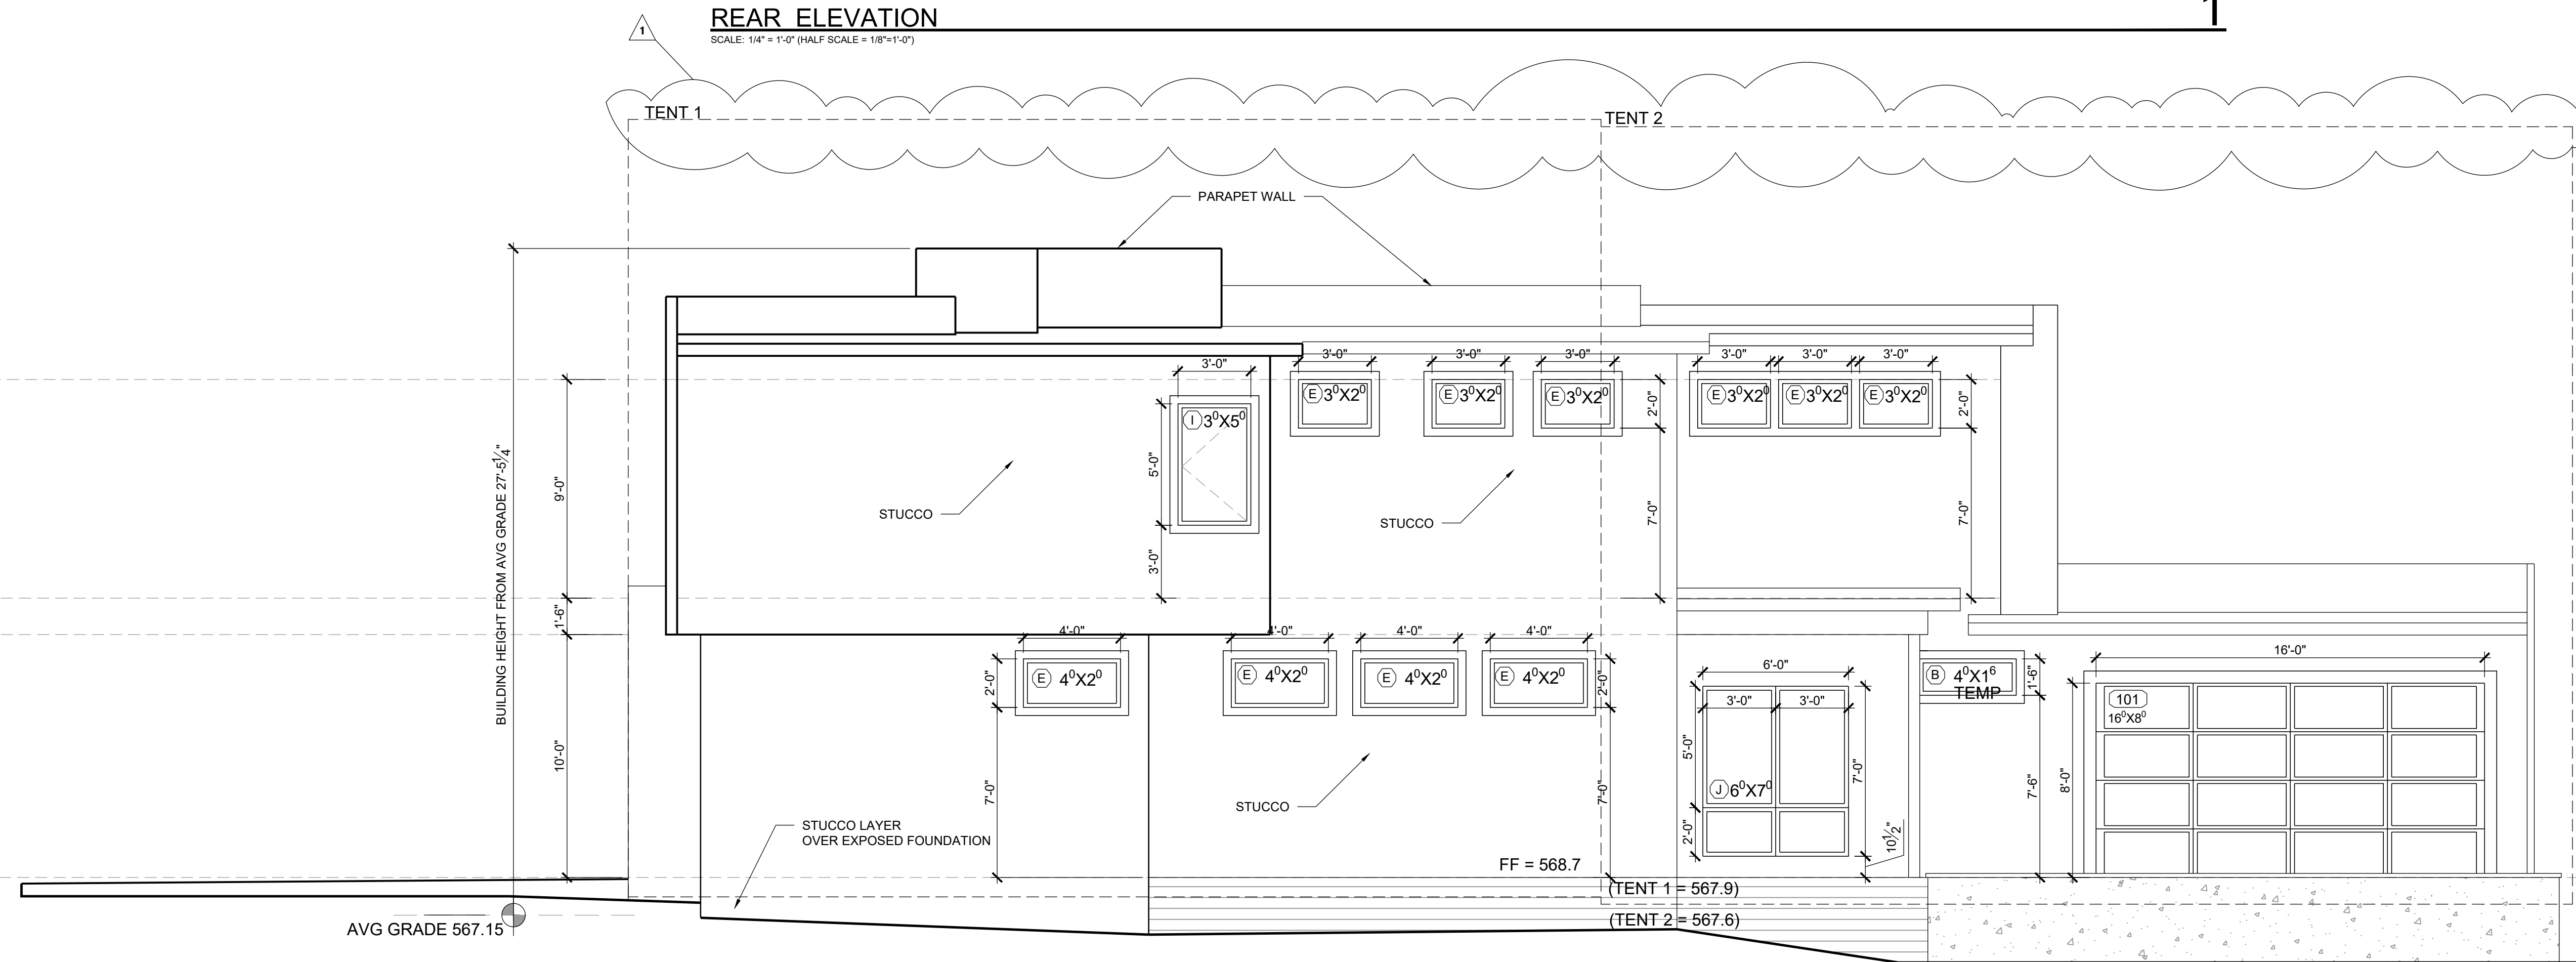 REAR ELEVATION
1
SCALE: 1/4" = 1'-0" (HALF SCALE = 1/8"=1'-0")
1
TENT 1
TENT 2
PARAPET WALL
3'-0"
3'-0"
3'-0"
3'-0"
3'-0"
3'-0"
3'-0"
E 3⁰X2⁰
E 3⁰X2⁰
E 3⁰X2⁰
E 3⁰X2⁰
E 3⁰X2⁰
E 3⁰X2⁰
2'-0"
2'-0"
I 3⁰X5⁰
5'-0"
BUILDING HEIGHT FROM AVG GRADE 27'-5¼"
9'-0"
STUCCO
STUCCO
7'-0"
7'-0"
3'-0"
1'-6"
4'-0"
4'-0"
4'-0"
4'-0"
E 4⁰X2⁰
E 4⁰X2⁰
E 4⁰X2⁰
E 4⁰X2⁰
2'-0"
2'-0"
6'-0"
3'-0"
3'-0"
B 4⁰X1⁶
TEMP
1'-6"
16'-0"
101
16⁰X8⁰
10'-0"
5'-0"
7'-0"
J 6⁰X7⁰
7'-6"
8'-0"
7'-0"
7'-0"
STUCCO
2'-0"
10½"
STUCCO LAYER
OVER EXPOSED FOUNDATION
FF = 568.7
(TENT 1 = 567.9)
(TENT 2 = 567.6)
AVG GRADE 567.15